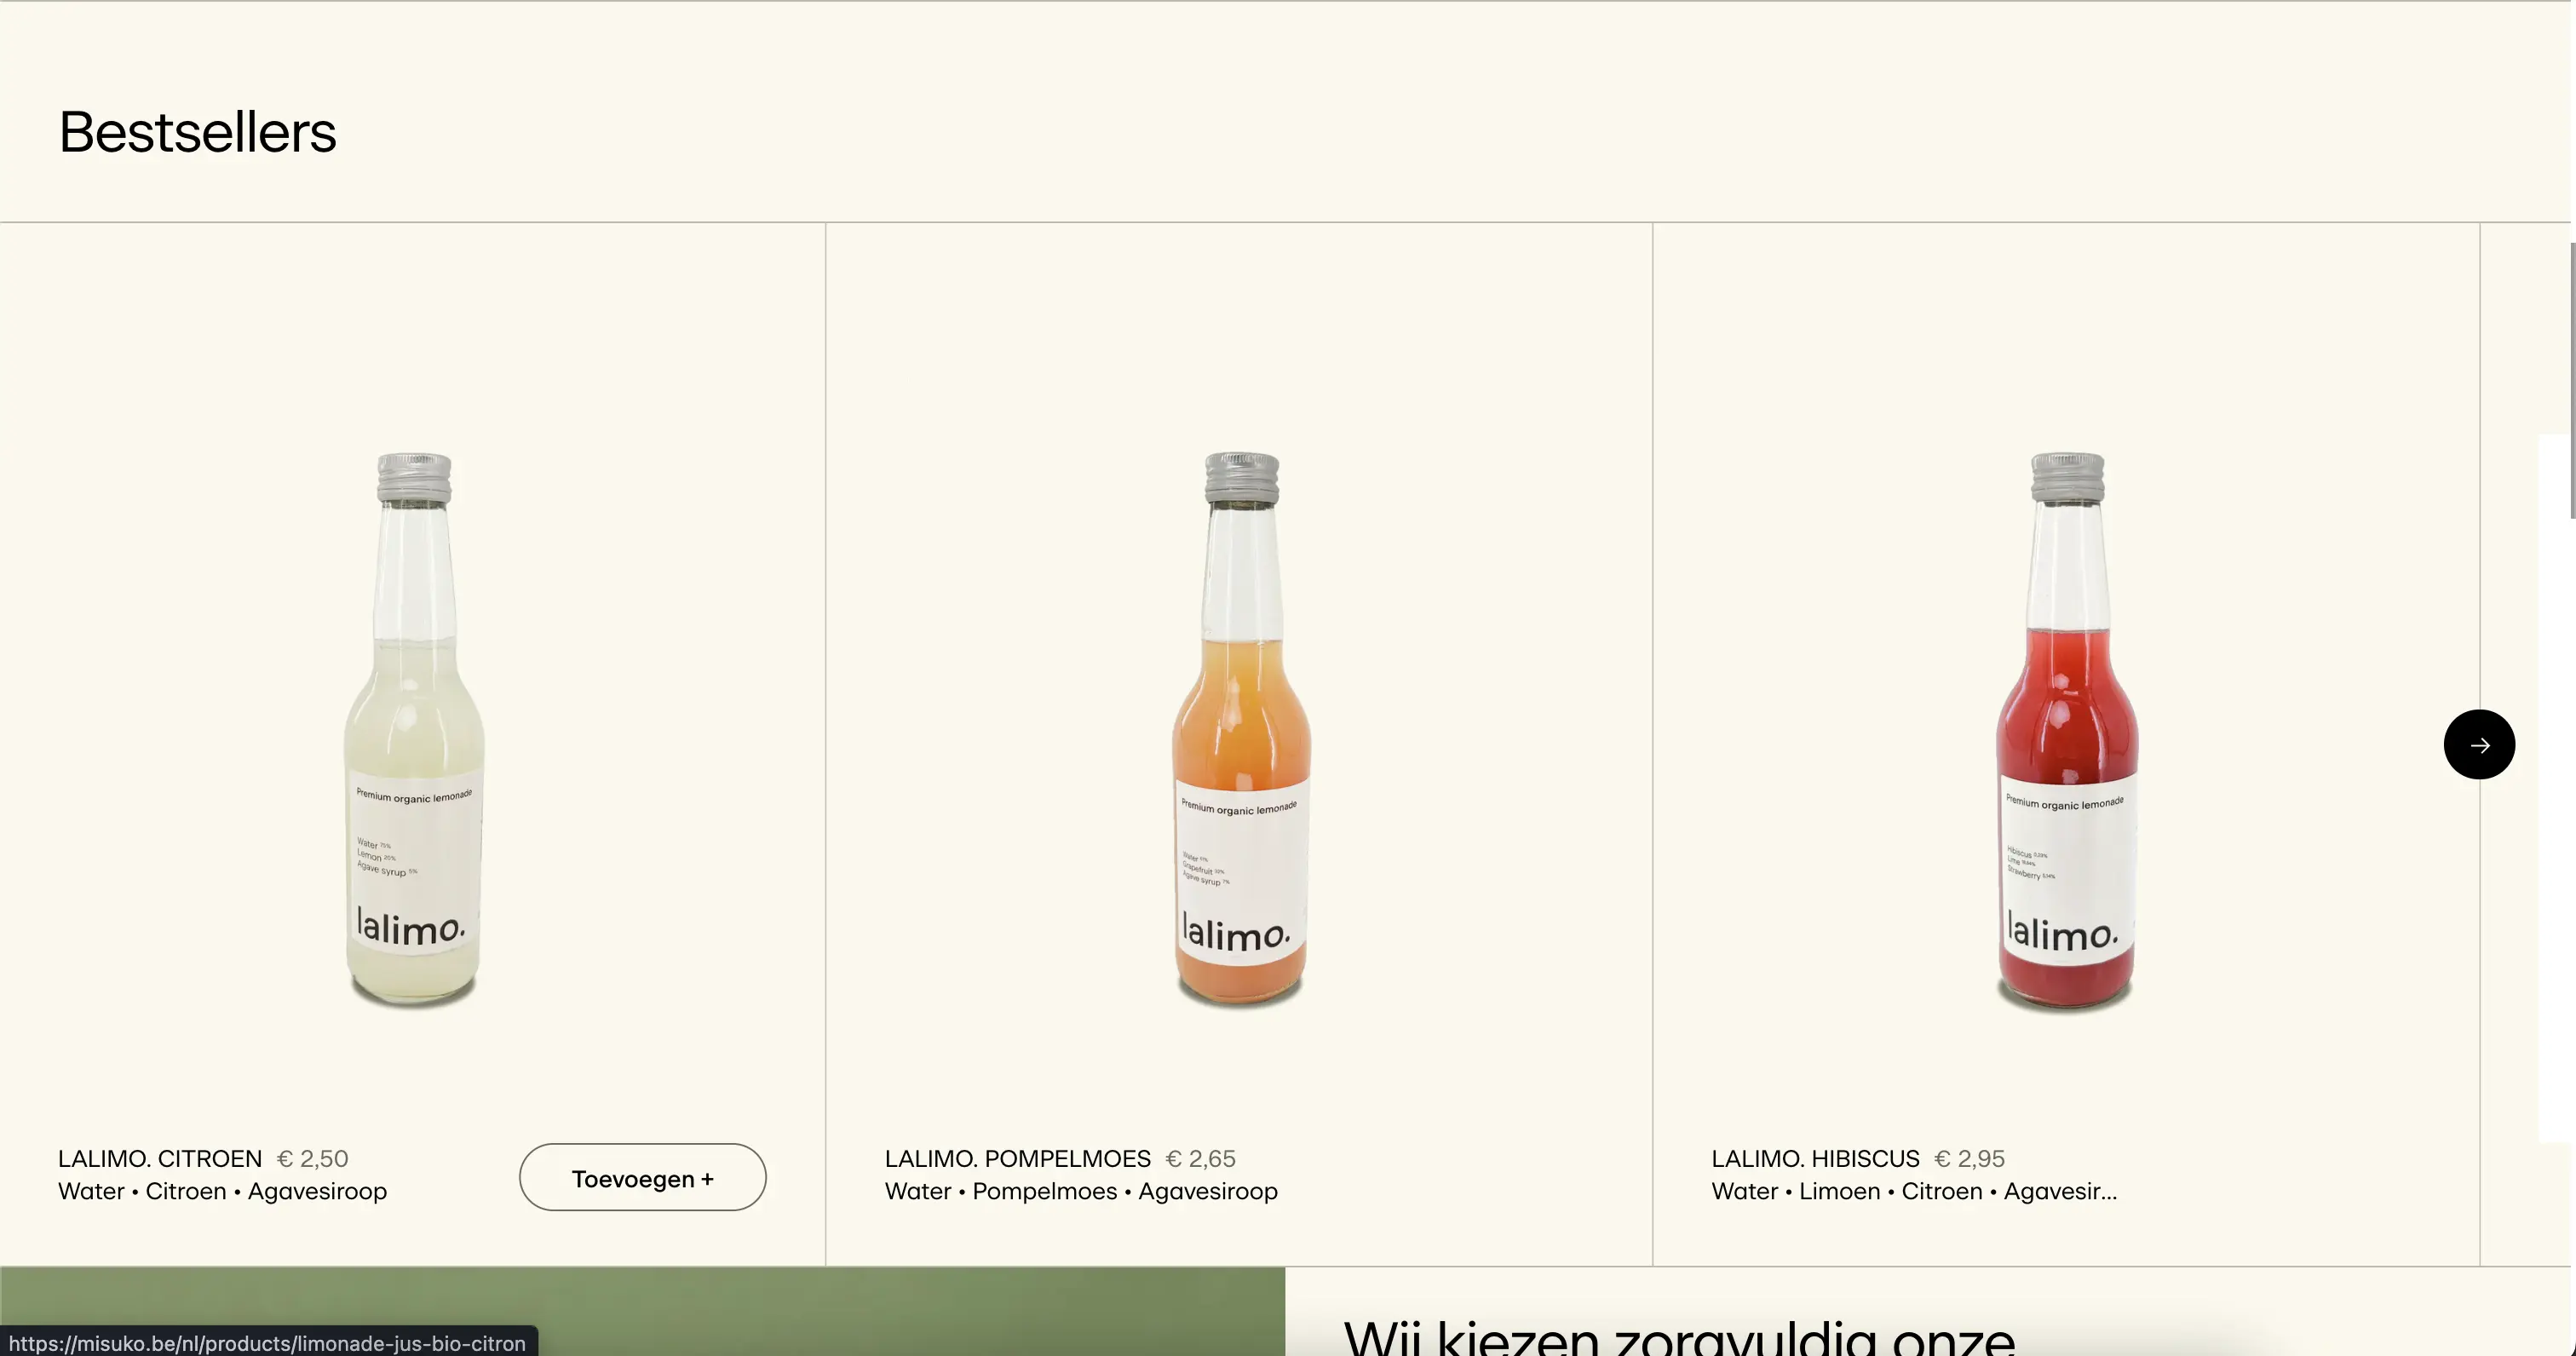 Bestsellers
Premium organic lemonade
Water 75%
Lemon 20%
Agave syrup 5%
lalimo.
Premium organic lemonade
Water 61%
Grapefruit 32%
Agave syrup 7%
lalimo.
Premium organic lemonade
Hibiscus
Lime
Strawberry
lalimo.
LALIMO. CITROEN € 2,50
Water • Citroen • Agavesiroop
Toevoegen +
LALIMO. POMPELMOES € 2,65
Water • Pompelmoes • Agavesiroop
LALIMO. HIBISCUS € 2,95
Water • Limoen • Citroen • Agavesir...
Wij kiezen zorgvuldig onze
https://misuko.be/nl/products/limonade-jus-bio-citron